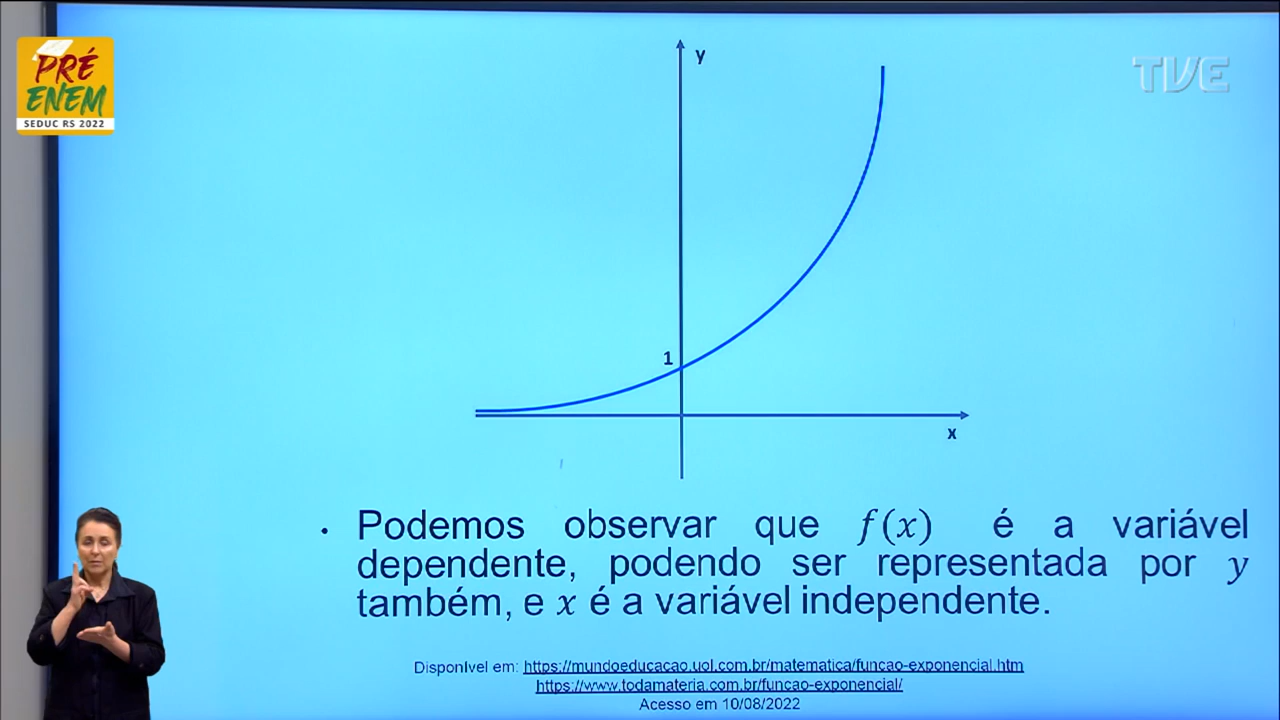 PRÉ
ENEM
SEDUC RS 2022
TVE
y
1
x
• Podemos observar que f(x) é a variável
dependente, podendo ser representada por y
também, e x é a variável independente.
Disponível em: https://mundoeducacao.uol.com.br/matematica/funcao-exponencial.htm
https://www.todamateria.com.br/funcao-exponencial/
Acesso em 10/08/2022